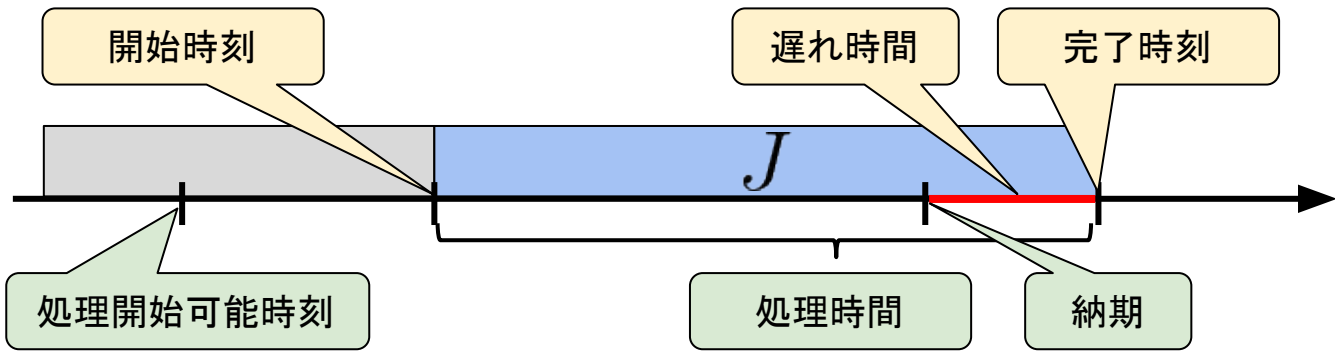 開始時刻
遅れ時間
完了時刻
J
処理開始可能時刻
処理時間
納期